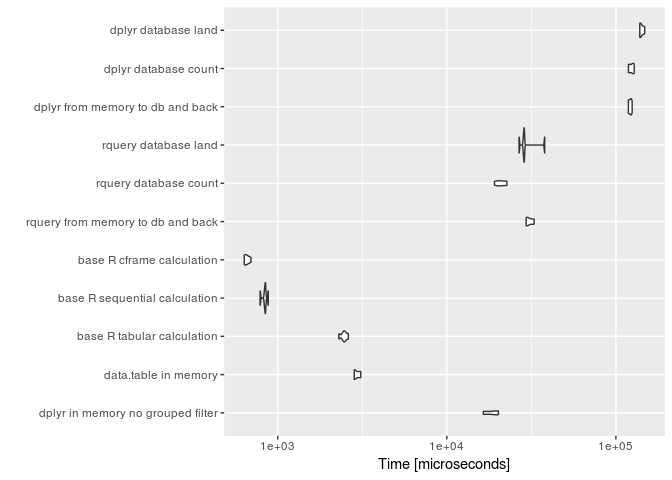 dplyr database land
dplyr database count
dplyr from memory to db and back
rquery database land
rquery database count
rquery from memory to db and back
base R cframe calculation
base R sequential calculation
base R tabular calculation
data.table in memory
dplyr in memory no grouped filter
1e+03 1e+04 1e+05
Time [microseconds]